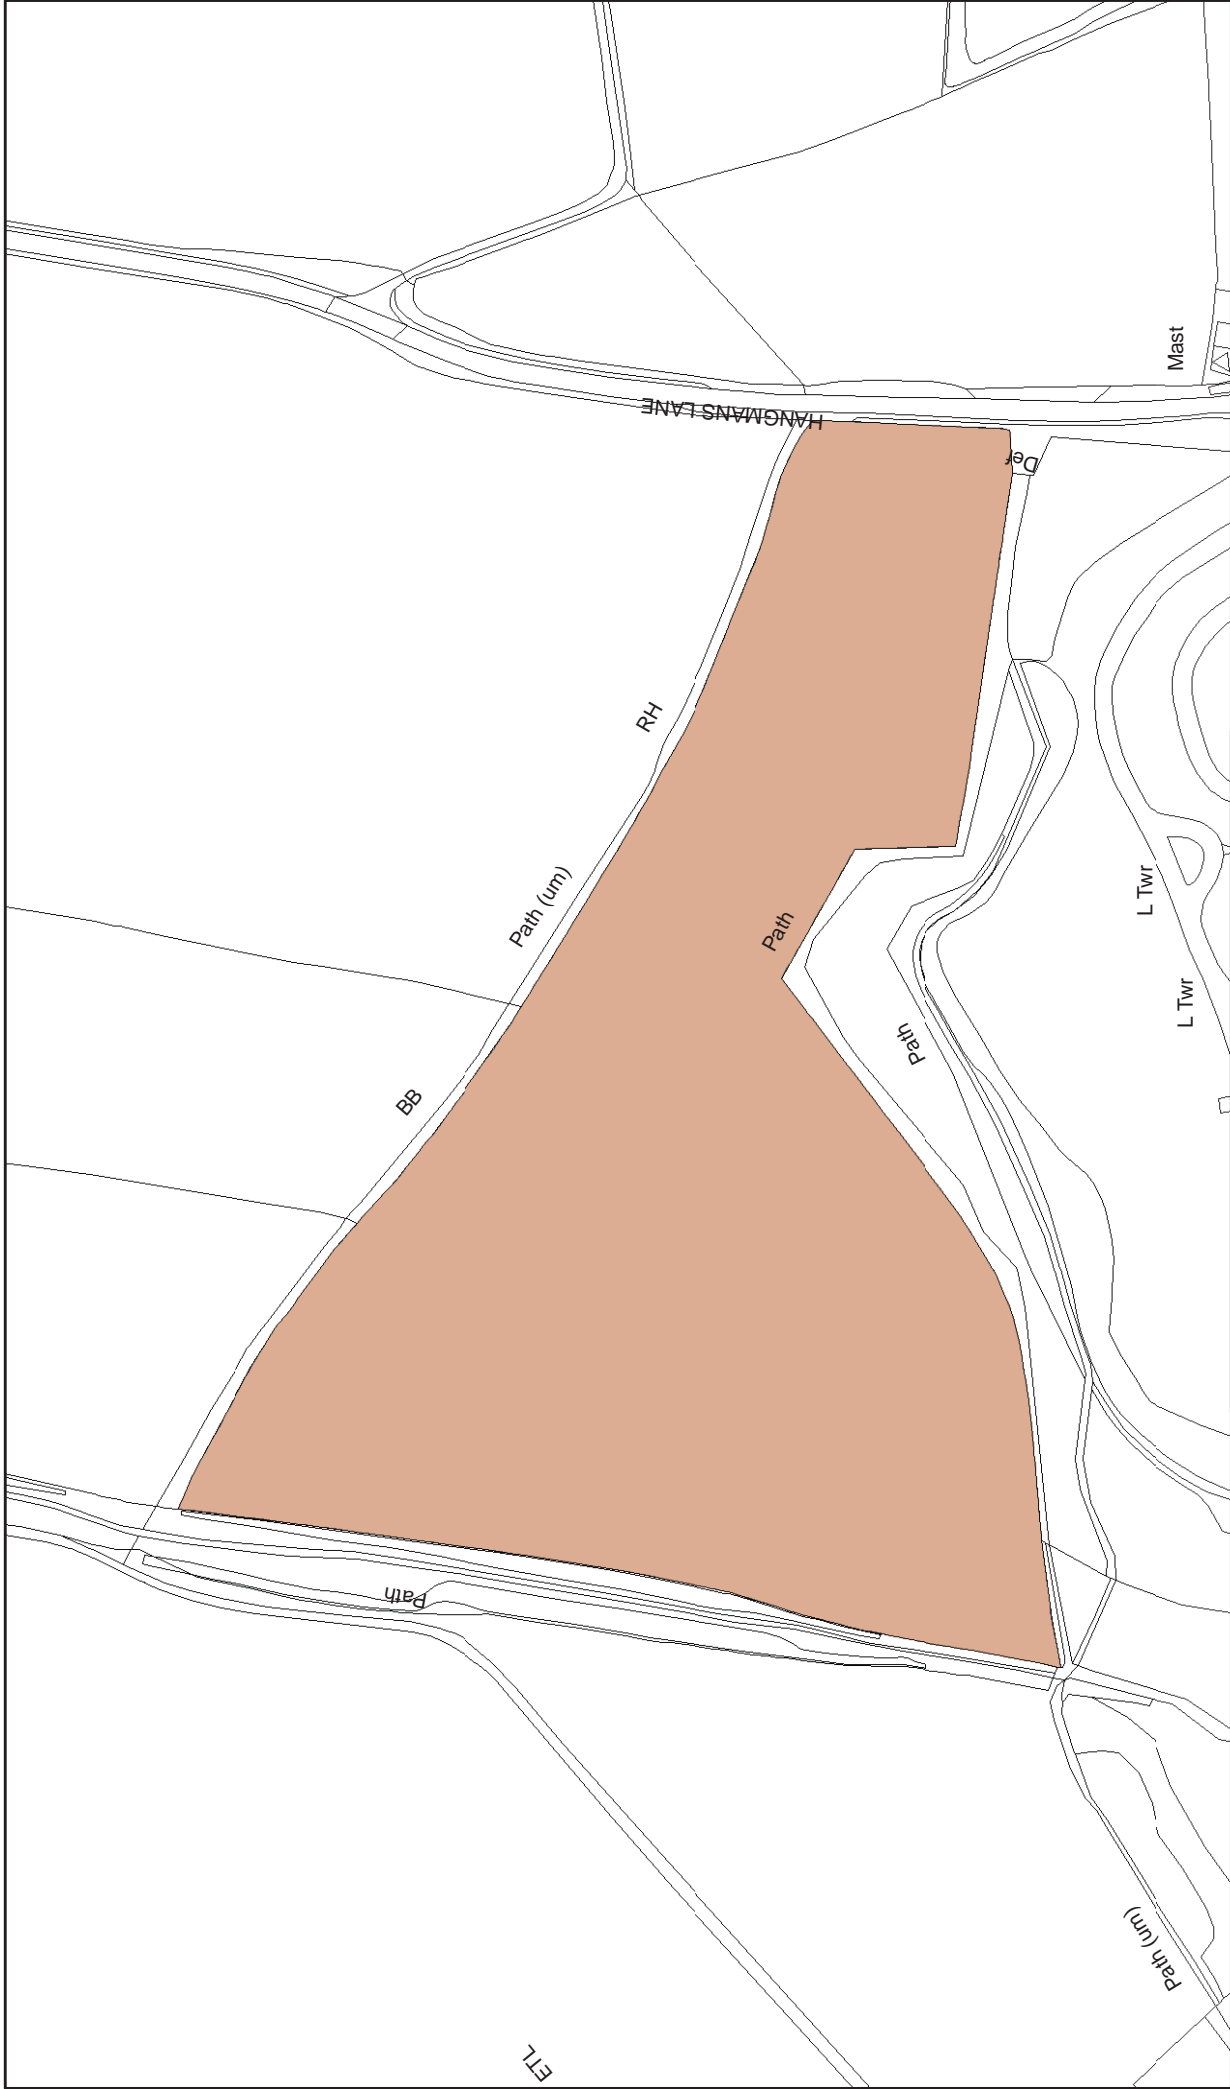 Mast
HANGMANS LANE
Def
RH
Path (um)
L Twr
Path
L Twr
Path
BB
Path
Path (um)
ETL